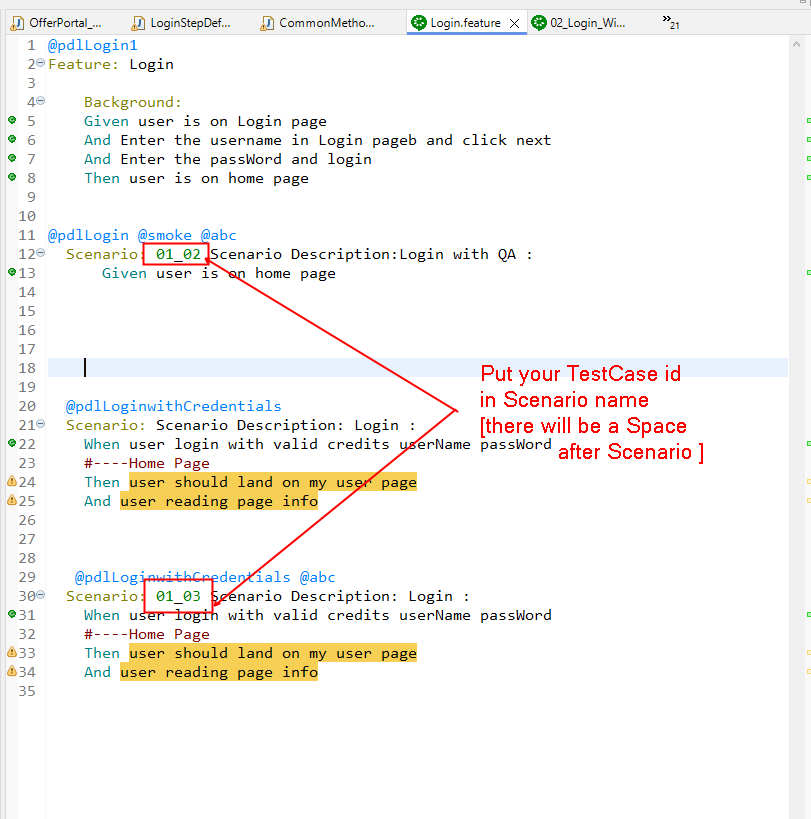 OfferPortal_... LoginStepDef... CommonMetho... Login.feature 02_Login_Wi... »21
1 @pdlLogin1
2 Feature: Login
3
4 Background:
5 Given user is on Login page
6 And Enter the username in Login pageb and click next
7 And Enter the passWord and login
8 Then user is on home page
9
10
11 @pdlLogin @smoke @abc
12 Scenario: 01_02 Scenario Description:Login with QA :
13 Given user is on home page
14
15
16
17
18
Put your TestCase id
in Scenario name
[there will be a Space
after Scenario ]
19
20 @pdlLoginwithCredentials
21 Scenario: Scenario Description: Login :
22 When user login with valid credits userName passWord
23 #----Home Page
24 Then user should land on my user page
25 And user reading page info
26
27
28
29 @pdlLoginwithCredentials @abc
30 Scenario: 01_03 Scenario Description: Login :
31 When user login with valid credits userName passWord
32 #----Home Page
33 Then user should land on my user page
34 And user reading page info
35